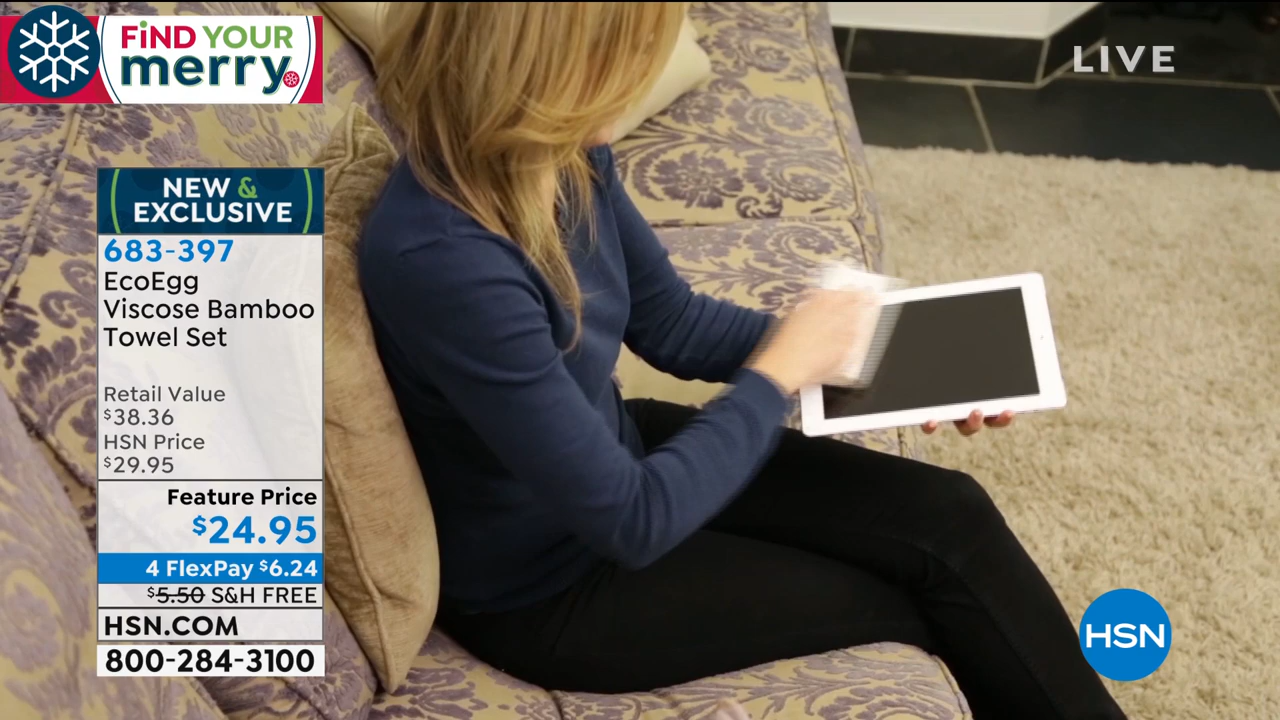 FiND YOUR
merry.
LIVE
NEW &
EXCLUSIVE
683-397
EcoEgg
Viscose Bamboo
Towel Set
Retail Value
$38.36
HSN Price
$29.95
Feature Price
$24.95
4 FlexPay $6.24
$5.50 S&H FREE
HSN.COM
800-284-3100
HSN